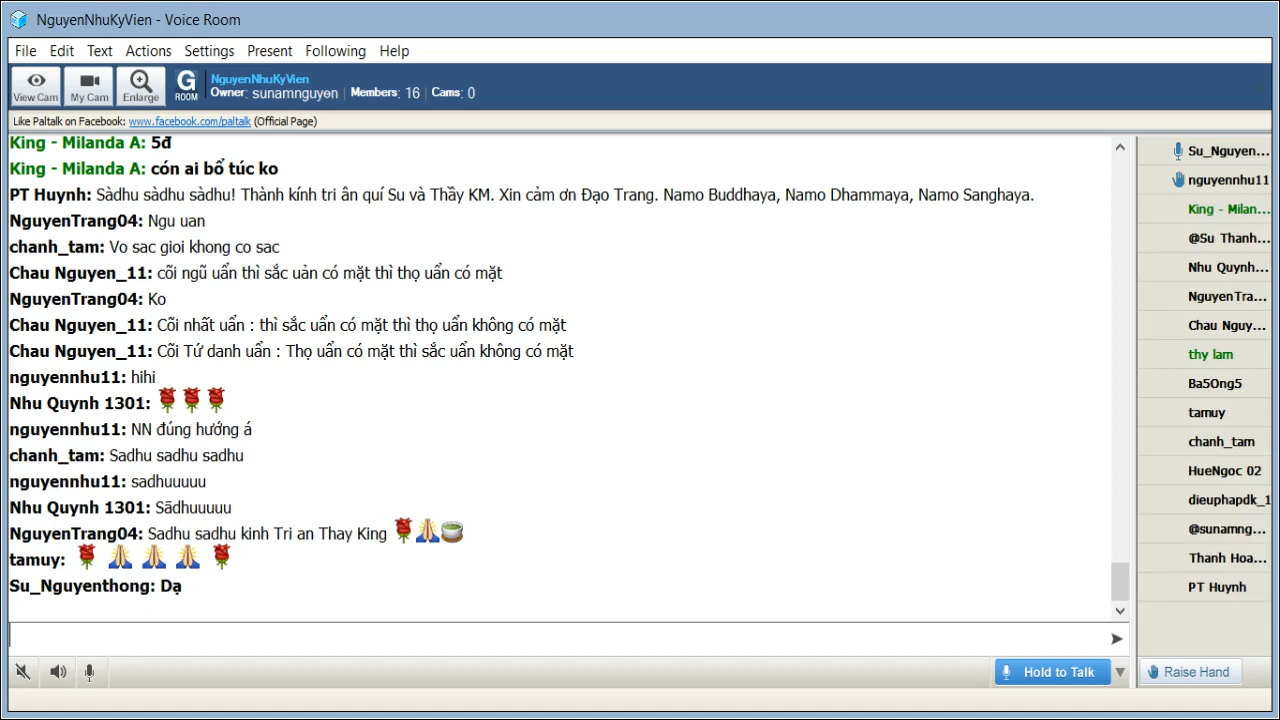 NguyenNhuKyVien - Voice Room
File Edit Text Actions Settings Present Following Help
View Cam My Cam Enlarge G ROOM
NguyenNhuKyVien
Owner: sunamnguyen | Members: 16 | Cams: 0
Like Paltalk on Facebook: www.facebook.com/paltalk (Official Page)
King - Milanda A: 5đ
King - Milanda A: cón ai bổ túc ko
PT Huynh: Sàdhu sàdhu sàdhu! Thành kính tri ân quí Su và Thầy KM. Xin cảm ơn Đạo Trang. Namo Buddhaya, Namo Dhammaya, Namo Sanghaya.
NguyenTrang04: Ngu uan
chanh_tam: Vo sac gioi khong co sac
Chau Nguyen_11: cõi ngũ uẩn thì sắc uản có mặt thì thọ uẩn có mặt
NguyenTrang04: Ko
Chau Nguyen_11: Cõi nhất uẩn : thì sắc uẩn có mặt thì thọ uẩn không có mặt
Chau Nguyen_11: Cõi Tứ danh uẩn : Thọ uẩn có mặt thì sắc uẩn không có mặt
nguyennhu11: hihi
Nhu Quynh 1301:
nguyennhu11: NN đúng hướng á
chanh_tam: Sadhu sadhu sadhu
nguyennhu11: sadhuuuuu
Nhu Quynh 1301: Sādhuuuuu
NguyenTrang04: Sadhu sadhu kinh Tri an Thay King
tamuy:
Su_Nguyenthong: Dạ
Su_Nguyen...
nguyennhu11
King - Milan...
@Su Thanh...
Nhu Quynh...
NguyenTra...
Chau Nguy...
thy lam
Ba5Ong5
tamuy
chanh_tam
HueNgoc 02
dieuphapdk_1
@sunamng...
Thanh Hoa...
PT Huynh
Hold to Talk
Raise Hand